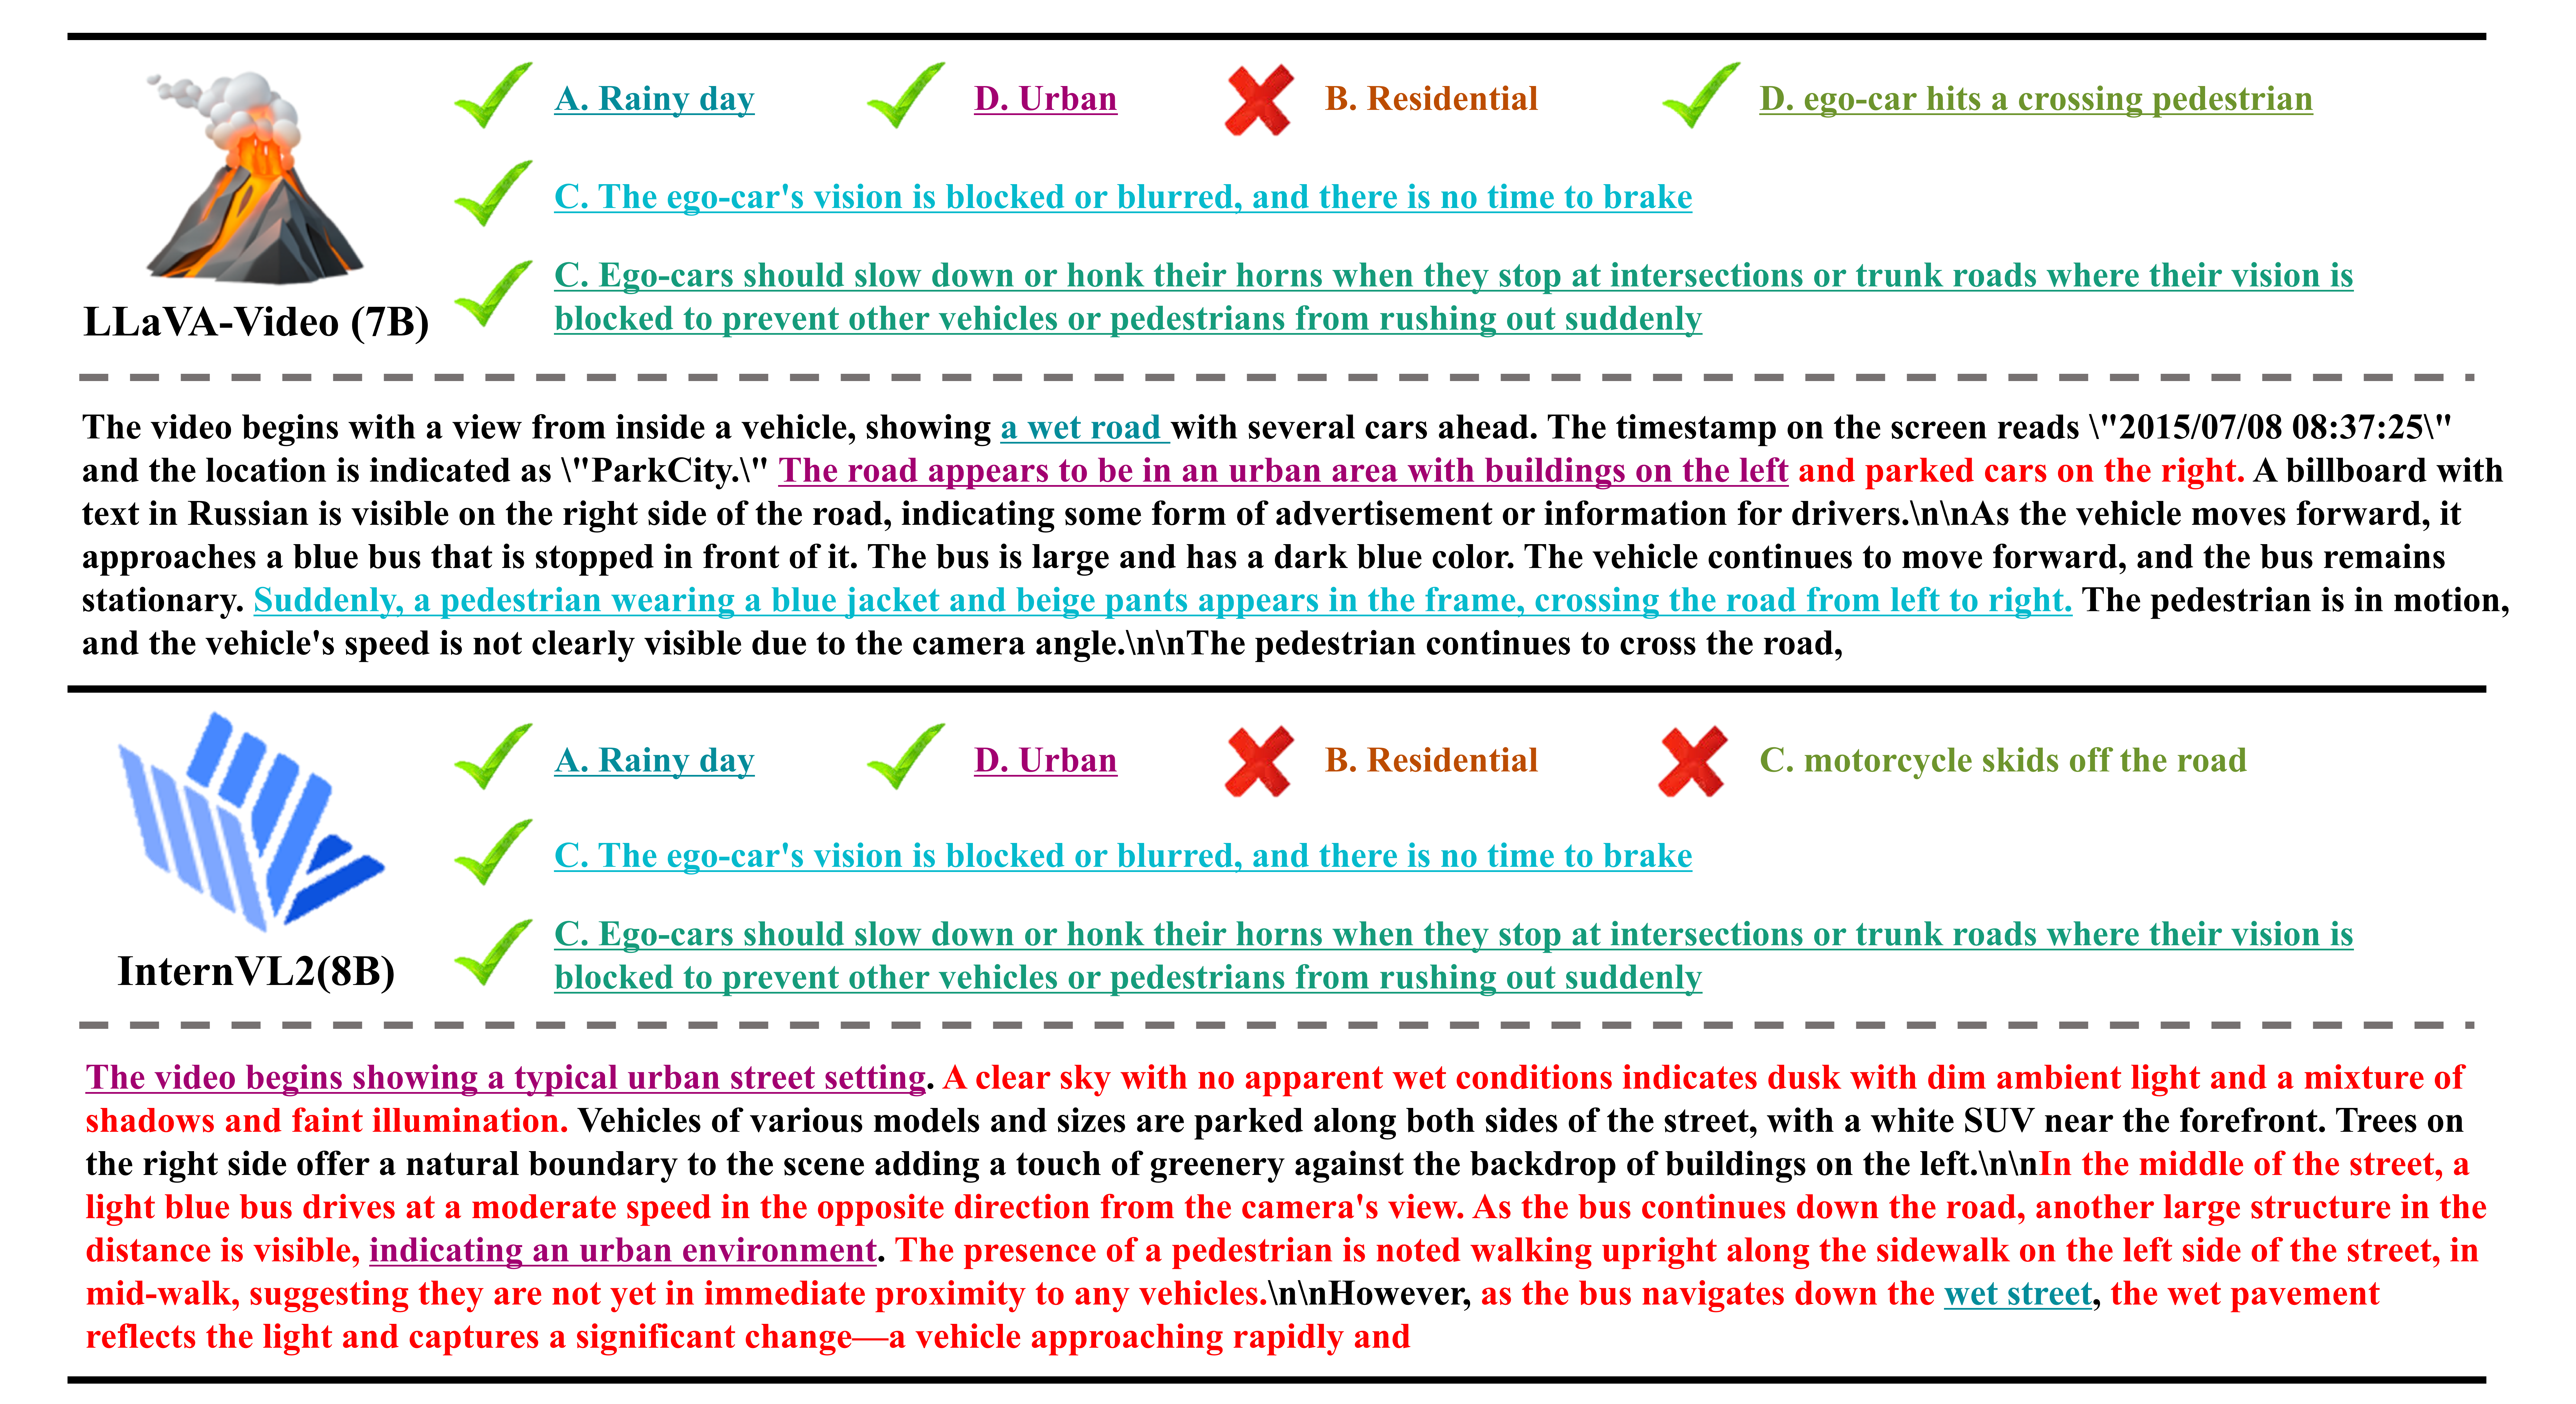 A. Rainy day
D. Urban
B. Residential
D. ego-car hits a crossing pedestrian
C. The ego-car's vision is blocked or blurred, and there is no time to brake
C. Ego-cars should slow down or honk their horns when they stop at intersections or trunk roads where their vision is
blocked to prevent other vehicles or pedestrians from rushing out suddenly
LLaVA-Video (7B)
The video begins with a view from inside a vehicle, showing a wet road with several cars ahead. The timestamp on the screen reads \"2015/07/08 08:37:25\"
and the location is indicated as \"ParkCity.\" The road appears to be in an urban area with buildings on the left and parked cars on the right. A billboard with
text in Russian is visible on the right side of the road, indicating some form of advertisement or information for drivers.\n\nAs the vehicle moves forward, it
approaches a blue bus that is stopped in front of it. The bus is large and has a dark blue color. The vehicle continues to move forward, and the bus remains
stationary. Suddenly, a pedestrian wearing a blue jacket and beige pants appears in the frame, crossing the road from left to right. The pedestrian is in motion,
and the vehicle's speed is not clearly visible due to the camera angle.\n\nThe pedestrian continues to cross the road,
A. Rainy day
D. Urban
B. Residential
C. motorcycle skids off the road
C. The ego-car's vision is blocked or blurred, and there is no time to brake
C. Ego-cars should slow down or honk their horns when they stop at intersections or trunk roads where their vision is
blocked to prevent other vehicles or pedestrians from rushing out suddenly
InternVL2(8B)
The video begins showing a typical urban street setting. A clear sky with no apparent wet conditions indicates dusk with dim ambient light and a mixture of
shadows and faint illumination. Vehicles of various models and sizes are parked along both sides of the street, with a white SUV near the forefront. Trees on
the right side offer a natural boundary to the scene adding a touch of greenery against the backdrop of buildings on the left.\n\nIn the middle of the street, a
light blue bus drives at a moderate speed in the opposite direction from the camera's view. As the bus continues down the road, another large structure in the
distance is visible, indicating an urban environment. The presence of a pedestrian is noted walking upright along the sidewalk on the left side of the street, in
mid-walk, suggesting they are not yet in immediate proximity to any vehicles.\n\nHowever, as the bus navigates down the wet street, the wet pavement
reflects the light and captures a significant change—a vehicle approaching rapidly and